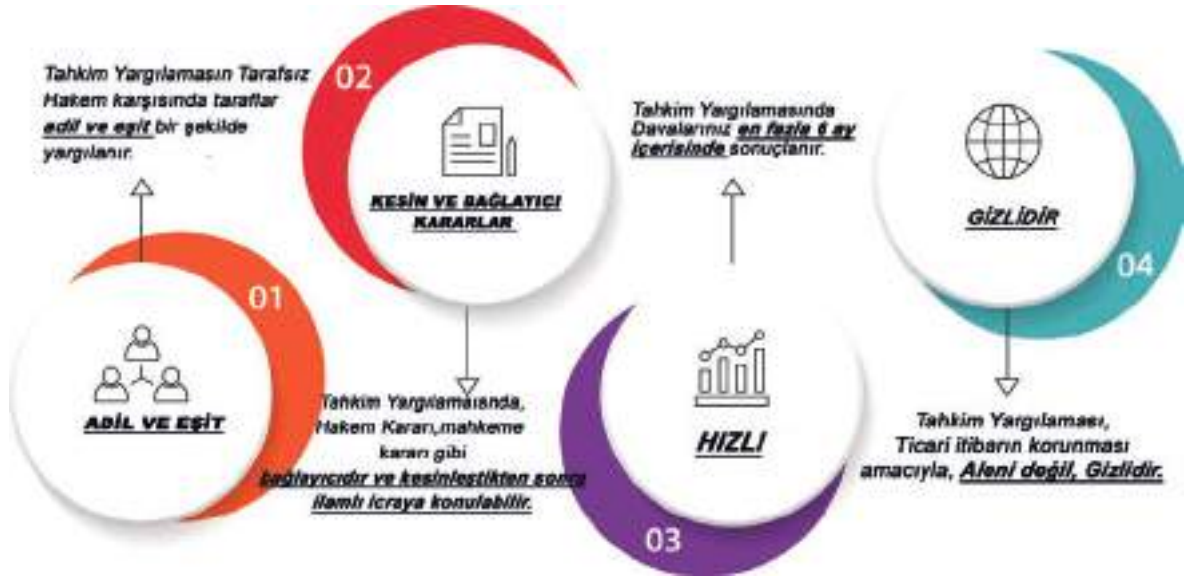 Tahkim Yargılamasın Tarafsız
Hakem karşısında taraflar
adil ve eşit bir şekilde
yargılanır.
01
ADİL VE EŞİT
02
KESİN VE BAĞLATICI
KARARLAR
Tahkim Yargılamaısnda,
Hakem Kararı,mahkeme
kararı gibi
bağlayıcıdır ve kesinleştikten sonra
ilamlı icraya konulabilir.
Tahkim Yargılamasında
Davalarınız en fazla 6 ay
içerisinde sonuçlanır.
HIZLI
03
GİZLİDİR
04
Tahkim Yargılaması,
Ticari itibarın korunması
amacıyla, Aleni değil, Gizlidir.